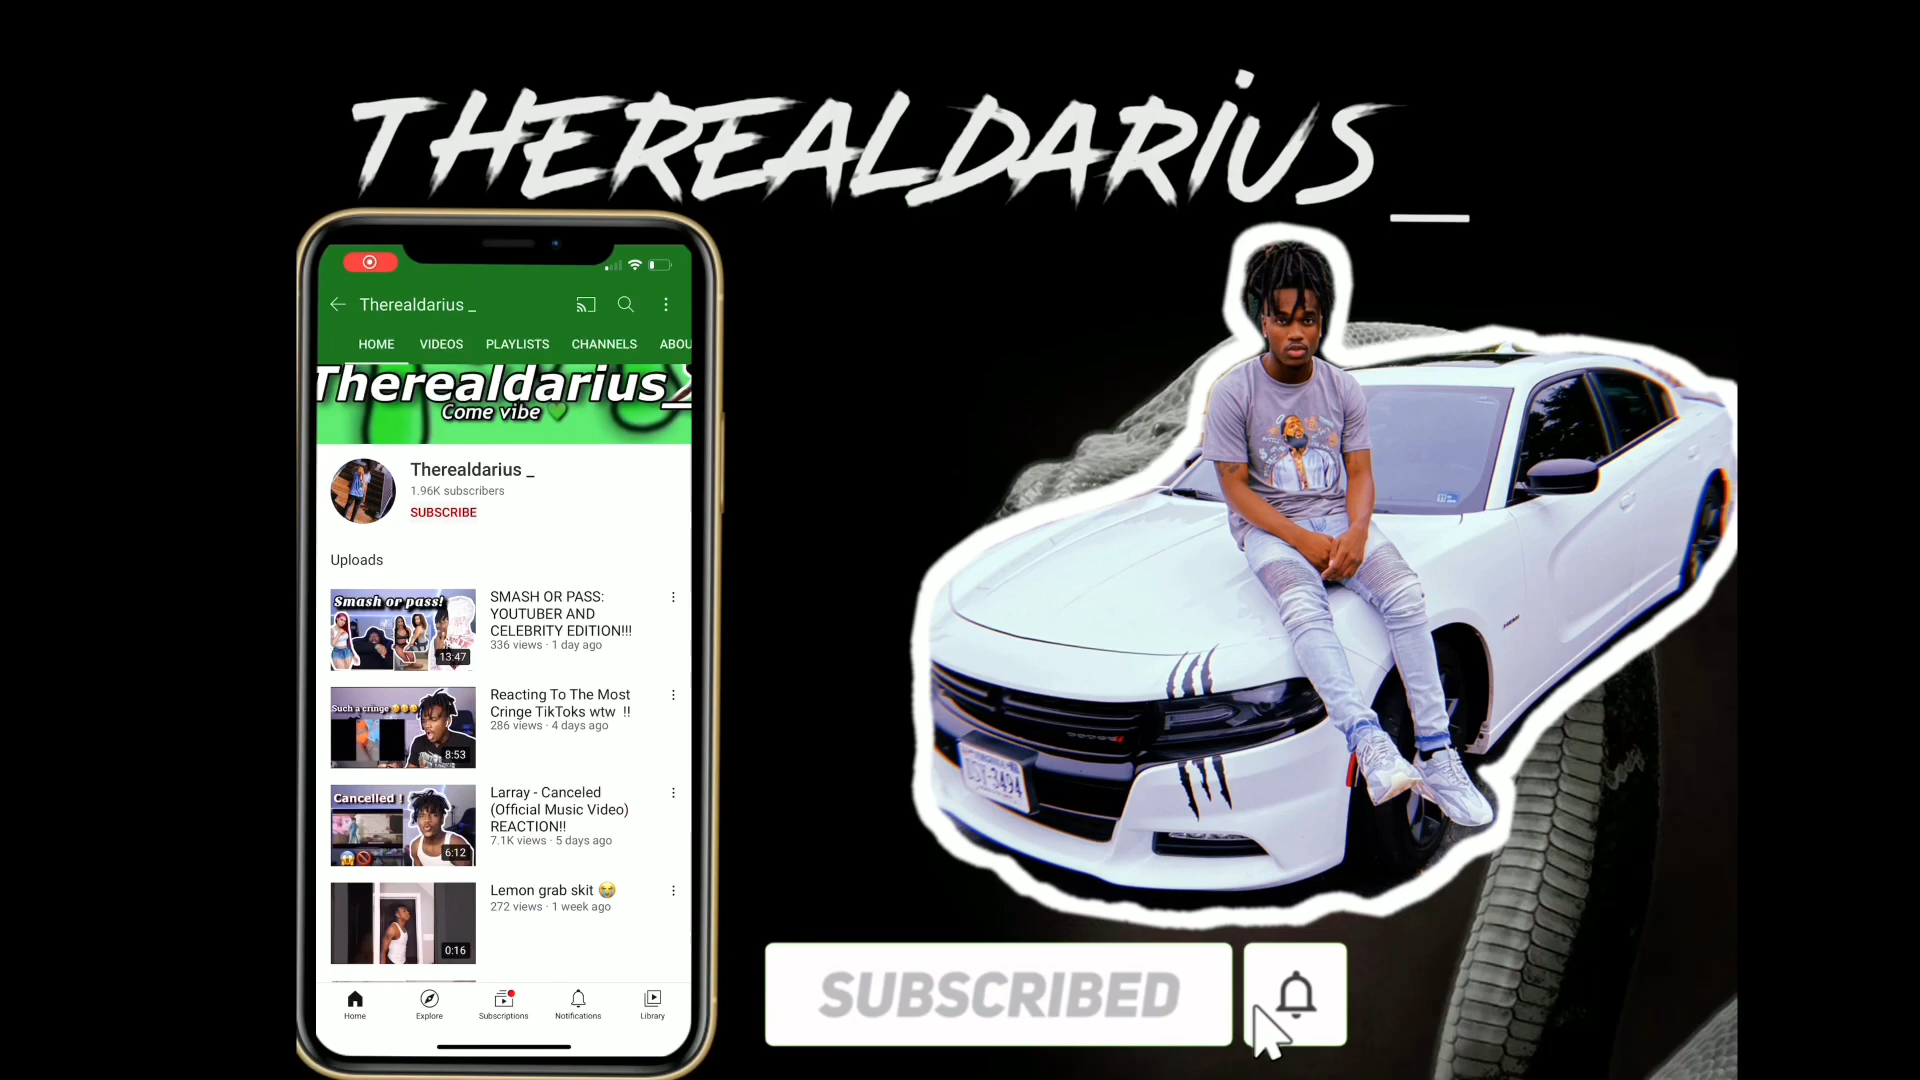 THEREALDARiUS_
Therealdarius _
HOME VIDEOS PLAYLISTS CHANNELS ABOU
Therealdarius_
Come vibe 💚
Therealdarius _
1.96K subscribers
SUBSCRIBE
Uploads
Smash or pass!
13:47
SMASH OR PASS:
YOUTUBER AND
CELEBRITY EDITION!!!
336 views · 1 day ago
Such a cringe 🤣🤣🤣
8:53
Reacting To The Most
Cringe TikToks wtw !!
286 views · 4 days ago
Cancelled !
6:12
Larray - Canceled
(Official Music Video)
REACTION!!
7.1K views · 5 days ago
0:16
Lemon grab skit 😭
272 views · 1 week ago
Home Explore Subscriptions Notifications Library
SUBSCRIBED